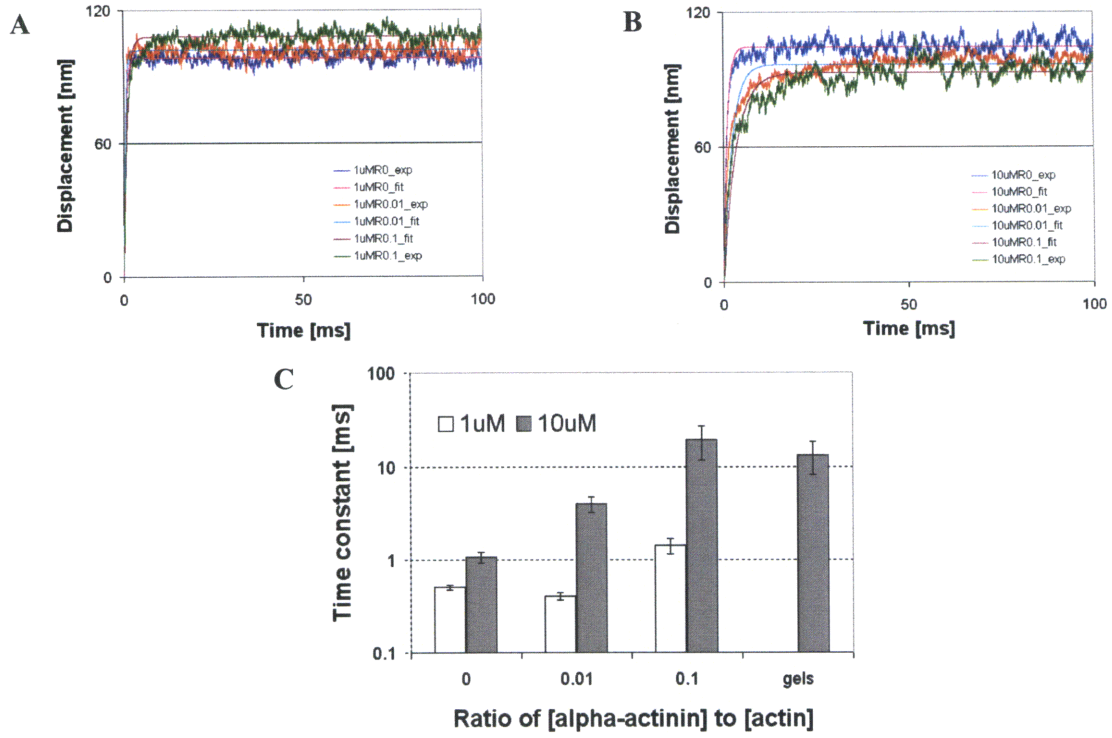 A
Displacement [nm]
120
60
0
1uMR0_exp
1uMR0_fit
1uMR0.01_exp
1uMR0.01_fit
1uMR0.1_fit
1uMR0.1_exp
0
50
100
Time [ms]
B
Displacement [nm]
120
60
0
10uMR0_exp
10uMR0_fit
10uMR0.01_exp
10uMR0.01_fit
10uMR0.1_fit
10uMR0.1_exp
0
50
100
Time [ms]
C
Time constant [ms]
100
10
1
0.1
1uM
10uM
0
0.01
0.1
gels
Ratio of [alpha-actinin] to [actin]